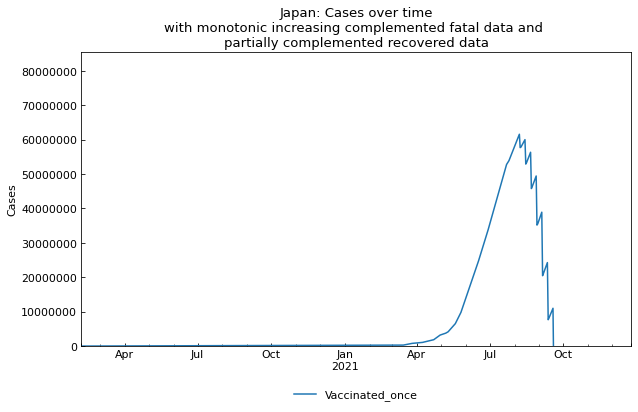 Japan: Cases over time
with monotonic increasing complemented fatal data and
partially complemented recovered data
80000000
70000000
60000000
50000000
40000000
30000000
20000000
10000000
0
Cases
Apr Jul Oct Jan Apr Jul Oct
2021
Vaccinated_once